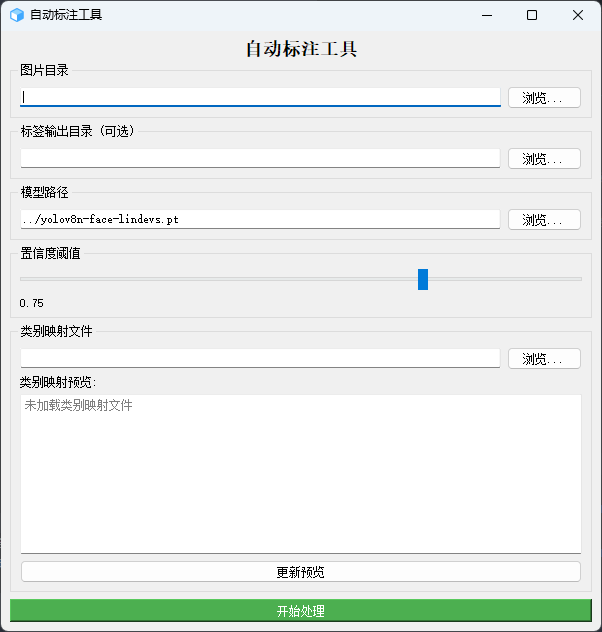 自动标注工具
自动标注工具
图片目录
浏览...
标签输出目录（可选）
浏览...
模型路径
../yolov8n-face-lindevs.pt
浏览...
置信度阈值
0.75
类别映射文件
浏览...
类别映射预览:
未加载类别映射文件
更新预览
开始处理